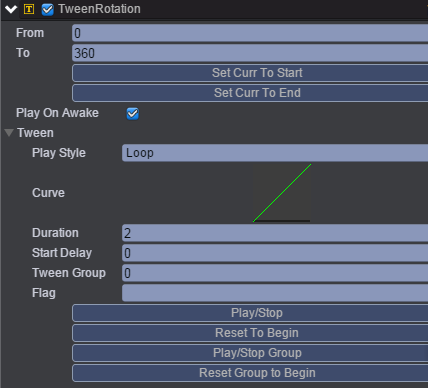 TweenRotation
From 0
To 360
Set Curr To Start
Set Curr To End
Play On Awake
Tween
Play Style Loop
Curve
Duration 2
Start Delay 0
Tween Group 0
Flag
Play/Stop
Reset To Begin
Play/Stop Group
Reset Group to Begin